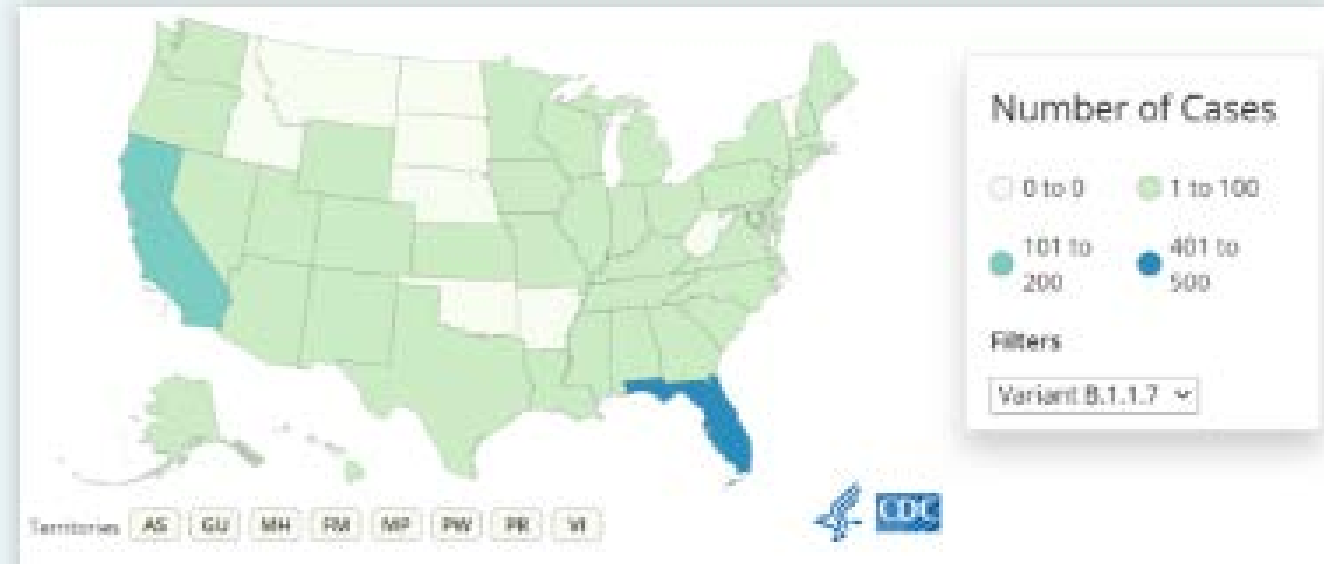 Number of Cases
0 to 0
1 to 100
101 to
200
401 to
500
Filters
Variant B.1.1.7
Territories AS GU MH FM MP PW PR VI
CDC